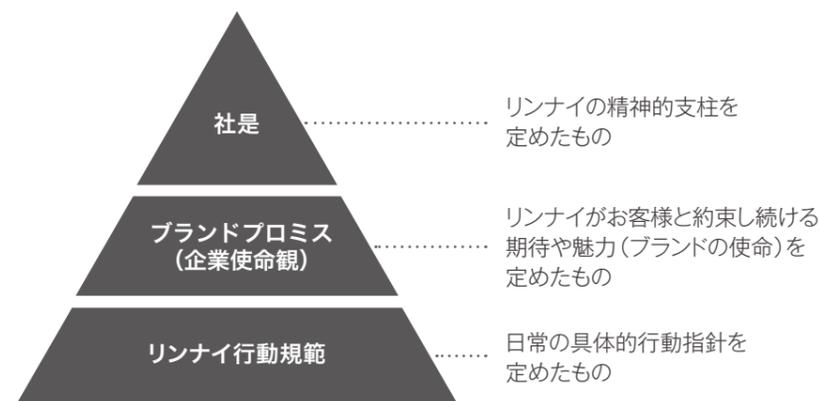 社是
リンナイの精神的支柱を
定めたもの
ブランドプロミス
（企業使命観）
リンナイがお客様と約束し続ける
期待や魅力（ブランドの使命）を
定めたもの
リンナイ行動規範
日常の具体的行動指針を
定めたもの